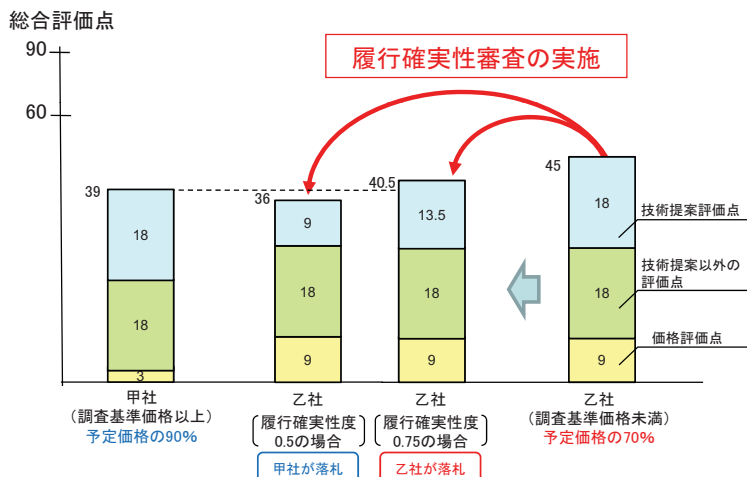 総合評価点
90
60
履行確実性審査の実施
39
36
40.5
45
18
9
13.5
18
技術提案評価点
18
18
18
18
技術提案以外の
評価点
3
9
9
9
価格評価点
甲社
(調査基準価格以上)
予定価格の90%
乙社
履行確実性度
0.5の場合
甲社が落札
乙社
履行確実性度
0.75の場合
乙社が落札
乙社
(調査基準価格未満)
予定価格の70%